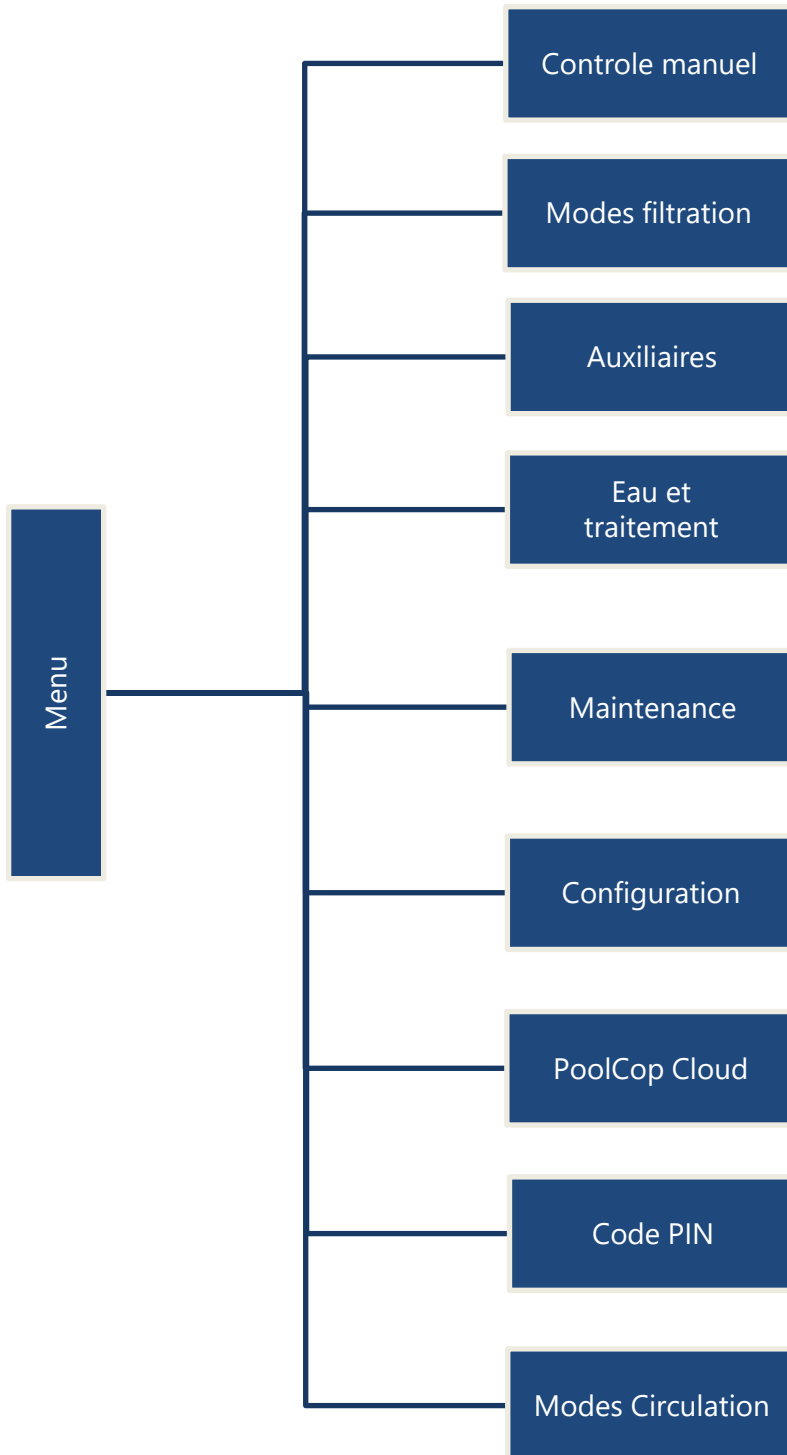 Controle manuel
Modes filtration
Auxiliaires
Eau et
traitement
Menu
Maintenance
Configuration
PoolCop Cloud
Code PIN
Modes Circulation